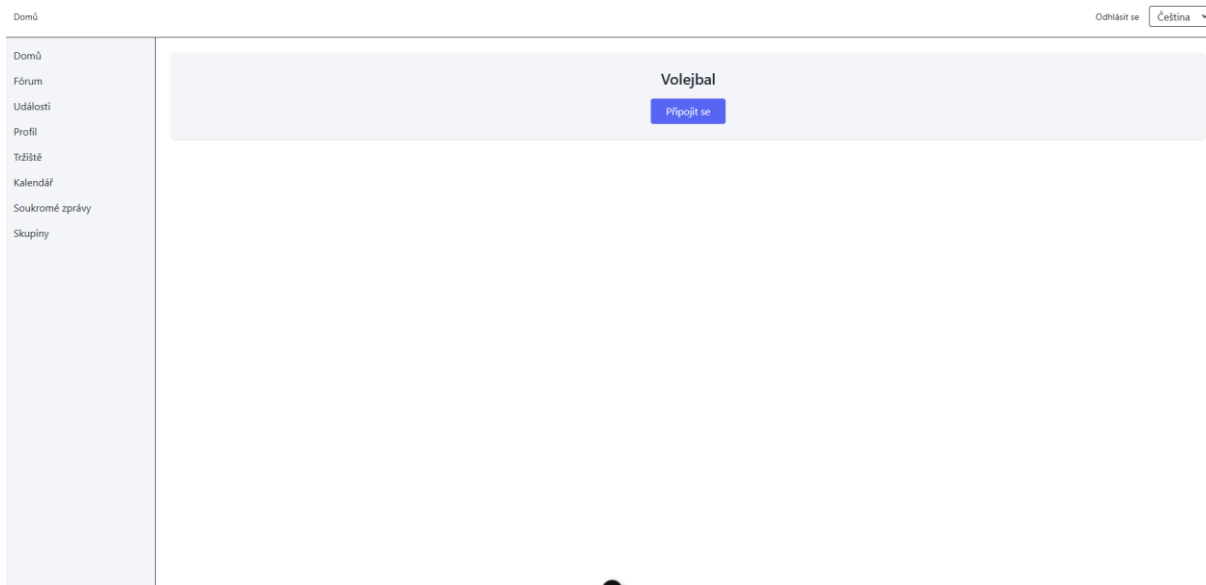 Domů
Odhlásit se
Čeština
Domů
Fórum
Události
Profil
Tržiště
Kalendář
Soukromé zprávy
Skupiny
Volejbal
Připojit se